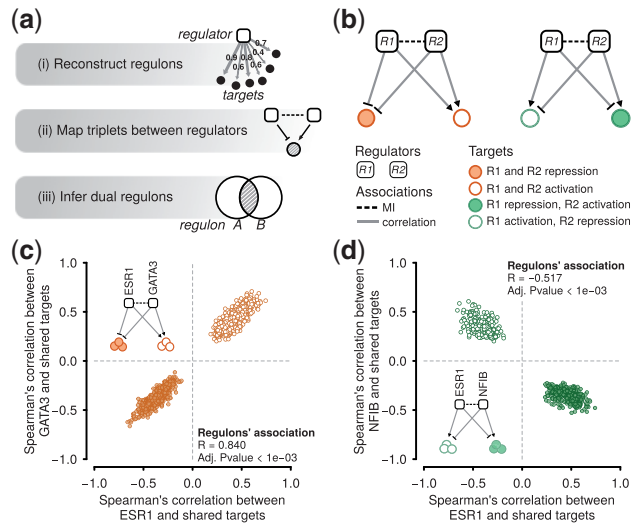 (a)
regulator
0.9 0.8 0.7
0.4
0.6 0.6
(i) Reconstruct regulons
targets
(ii) Map triplets between regulators
(iii) Infer dual regulons
regulon A B
(b)
R1 R2
R1 R2
Regulators
R1 R2
Associations
MI
correlation
Targets
R1 and R2 repression
R1 and R2 activation
R1 repression, R2 activation
R1 activation, R2 repression
(c)
Spearman's correlation between
GATA3 and shared targets
1.0
0.5
0.0
−0.5
−1.0
ESR1
GATA3
Regulons' association
R = 0.840
Adj. Pvalue < 1e−03
−1.0 −0.5 0.0 0.5 1.0
Spearman's correlation between
ESR1 and shared targets
(d)
Spearman's correlation between
NFIB and shared targets
1.0
0.5
0.0
−0.5
−1.0
Regulons' association
R = −0.517
Adj. Pvalue < 1e−03
ESR1
NFIB
−1.0 −0.5 0.0 0.5 1.0
Spearman's correlation between
ESR1 and shared targets